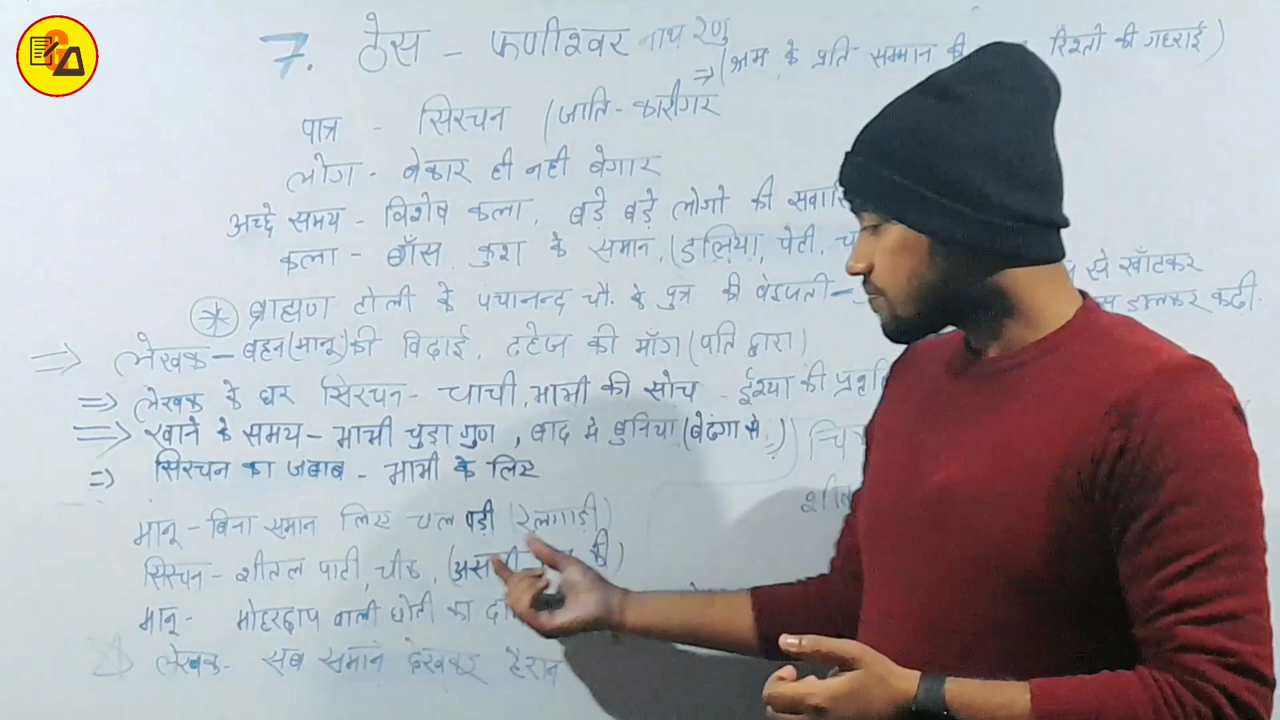 7. ठेस - फणीश्वर नाथ रेणु
⇒ (श्रम के प्रति सम्मान की रिश्तो की गहराई)
पात्र - सिरचन (जाति-कारीगर
लोग - बेकार ही नही बेगार
अच्छे समय - विशेष कला, बड़े बड़े लोगो की सवारि
कला - बाँस, कुश के समान, (डलिया, पेटी, च
ब्राह्मण टोली के पंचानन्द चौ. के पुत्र की बेइज्जती- से खोंटकर
डालकर कढी.
⇒ लेखक - बहन(मानू)की विदाई, दहेज की माँग(पति द्वारा)
⇒ लेखक के घर सिरचन - चाची,भाभी की सोच - ईर्श्या की प्रवृति
⇒ खाने के समय - भाभी चुड़ा गुण, बाद मे बुनिया (बेढंगा से.)
⇒ सिरचन का जबाब - भाभी के लिए
मानू - बिना समान लिए चल पड़ी (रेलगाड़ी)
सिरचन - शीतल पाटी, चीक, की)
मानू - मोहरछाप वाली धोती का
लेखक - सब समान देखकर हैरान